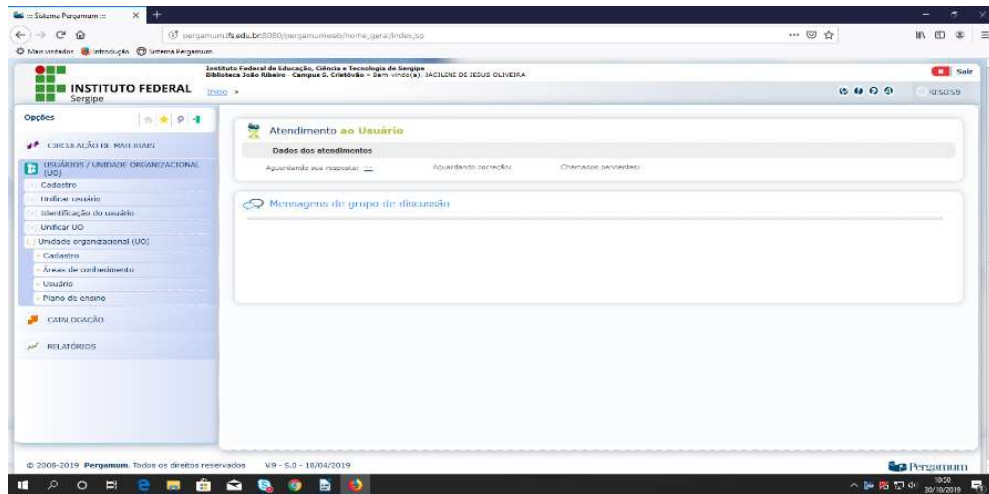 ::: Sistema Pergamum :::
pergamum.ifs.edu.br:8080/pergamumweb/home_geral/index.jsp
Mais visitados Introdução Sistema Pergamum
Instituto Federal de Educação, Ciência e Tecnologia de Sergipe
Biblioteca João Ribeiro - Campus S. Cristóvão - Bem-vindo(a), JACILENE DE JESUS OLIVEIRA
Sair
INSTITUTO FEDERAL
Sergipe
Início
10:50:59
Opções
CIRCULAÇÃO DE MATERIAIS
USUÁRIOS / UNIDADE ORGANIZACIONAL
(UO)
Cadastro
Unificar usuário
Identificação do usuário
Unificar UO
Unidade organizacional (UO)
Cadastro
Áreas de conhecimento
Usuário
Plano de ensino
CATALOGAÇÃO
RELATÓRIOS
Atendimento ao Usuário
Dados dos atendimentos
Aguardando sua resposta: Aguardando correção: Chamados pendentes:
Mensagens de grupo de discussão
© 2006-2019 Pergamum. Todos os direitos reservados V.9 - 5.0 - 18/04/2019
Pergamum
10:50
30/10/2019